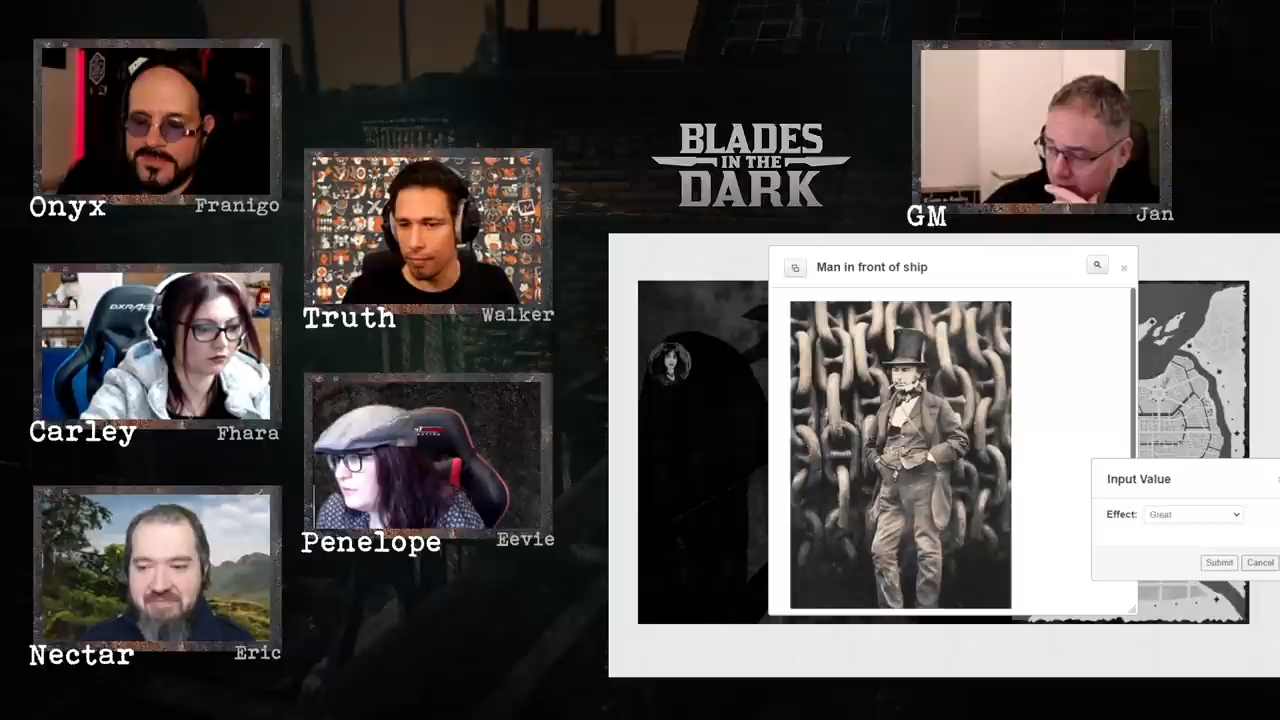 Onyx
Franigo
Truth
Walker
Carley
Fhara
Penelope
Eevie
Nectar
Eric
BLADES
IN THE
DARK
GM
Jan
Man in front of ship
Input Value
Effect:
Great
Submit
Cancel